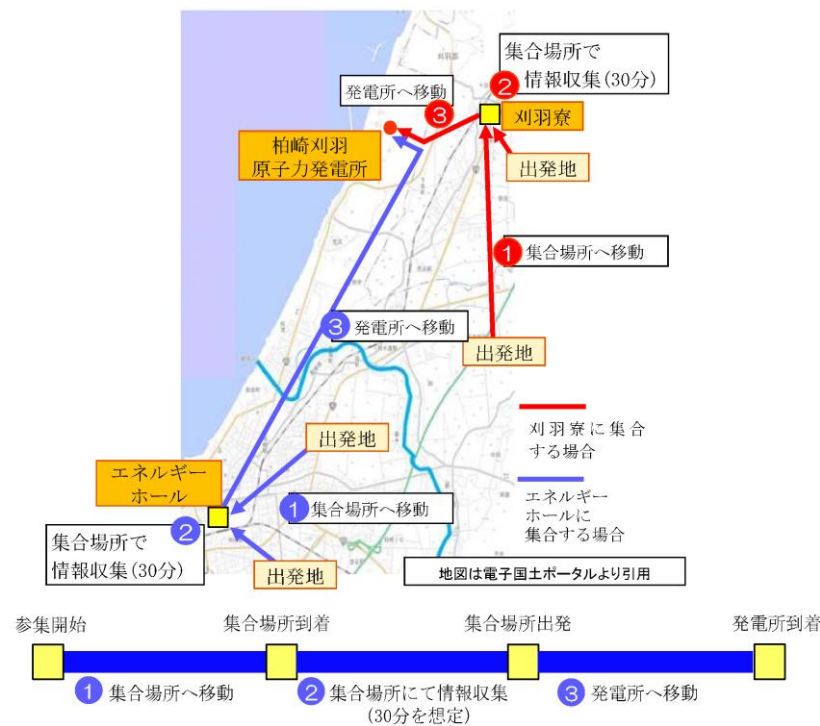 集合場所で
情報収集(30分)
②
発電所へ移動
③
刈羽寮
柏崎刈羽
原子力発電所
出発地
① 集合場所へ移動
③ 発電所へ移動
出発地
刈羽寮に集合
する場合
出発地
エネルギー
ホール
エネルギー
ホールに
集合する場合
① 集合場所へ移動
②
集合場所で
情報収集(30分)
出発地
地図は電子国土ポータルより引用
参集開始 集合場所到着 集合場所出発 発電所到着
① 集合場所へ移動 ② 集合場所にて情報収集 ③ 発電所へ移動
(30分を想定)